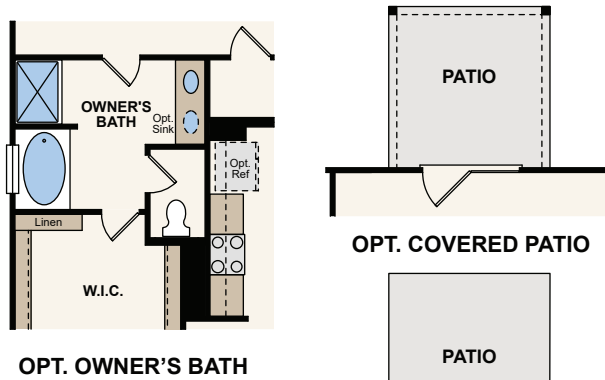 OWNER'S
BATH
Opt.
Sink
Opt.
Ref
Linen
W.I.C.
OPT. OWNER'S BATH
PATIO
OPT. COVERED PATIO
PATIO